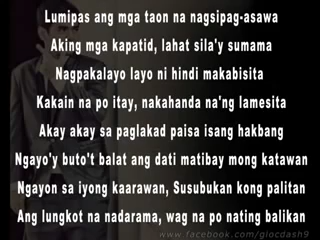 Lumipas ang mga taon na nagsipag-asawa
Aking mga kapatid, lahat sila'y sumama
Nagpakalayo layo ni hindi makabisita
Kakain na po itay, nakahanda na'ng lamesita
Akay akay sa paglakad paisa isang hakbang
Ngayo'y buto't balat ang dati matibay mong katawan
Ngayon sa iyong kaarawan, Susubukan kong palitan
Ang lungkot na nadarama, wag na po nating balikan
www.facebook.com/glocdash9